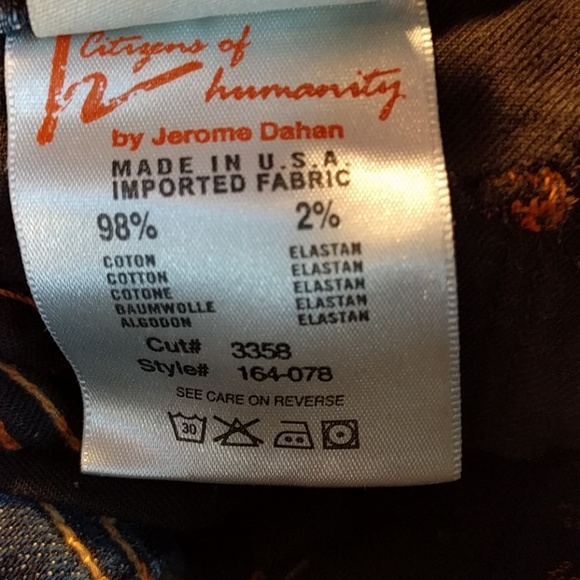 Citizens of
humanity
by Jerome Dahan
MADE IN U.S.A.
IMPORTED FABRIC
98% 2%
COTON ELASTAN
COTTON ELASTAN
COTONE ELASTAN
BAUMWOLLE ELASTAN
ALGODON ELASTAN
Cut# 3358
Style# 164-078
SEE CARE ON REVERSE
30